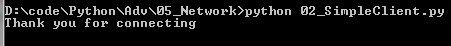 D:\code\Python\Adv\05_Network>python 02_SimpleClient.py
Thank you for connecting